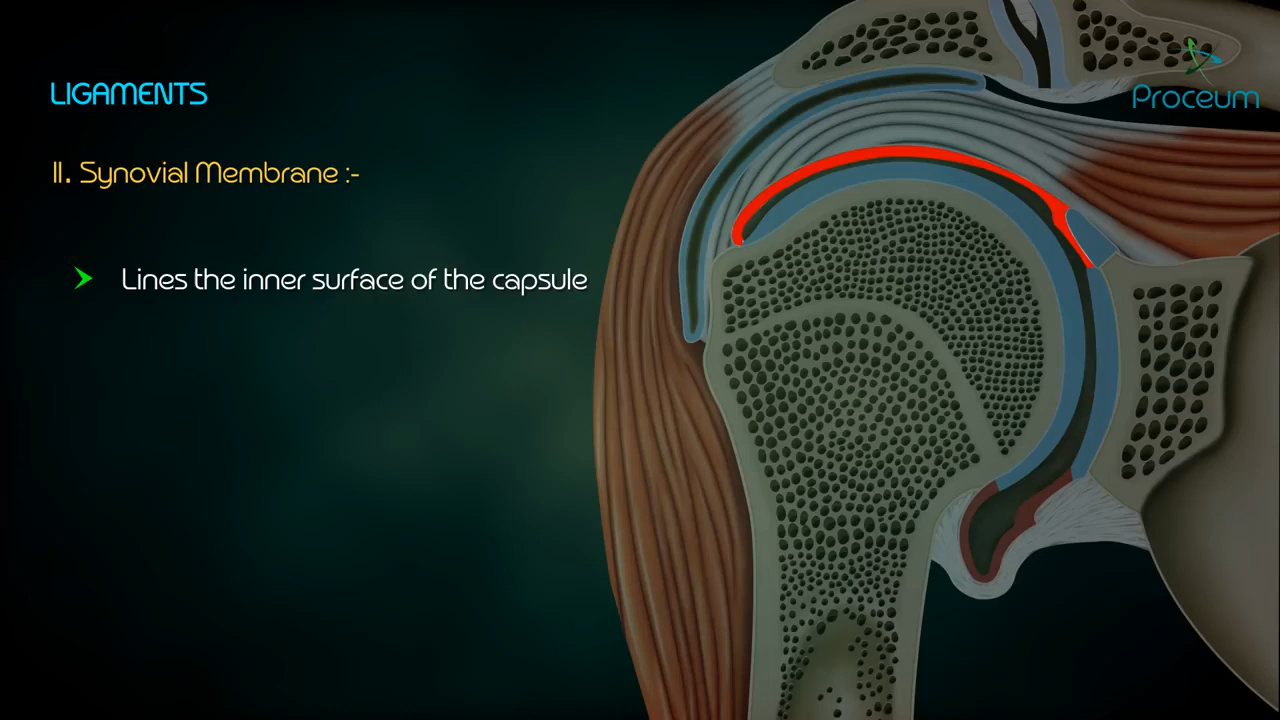 LIGAMENTS
Proceum
II. Synovial Membrane :-
Lines the inner surface of the capsule